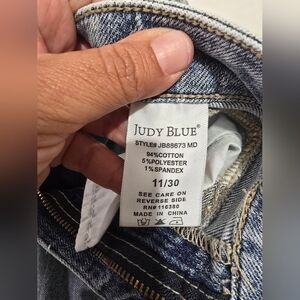 JUDY BLUE®
STYLE# JB88673 MD
94%COTTON
5%POLYESTER
1%SPANDEX
11/30
SEE CARE ON
REVERSE SIDE
RN# 116380
MADE IN CHINA